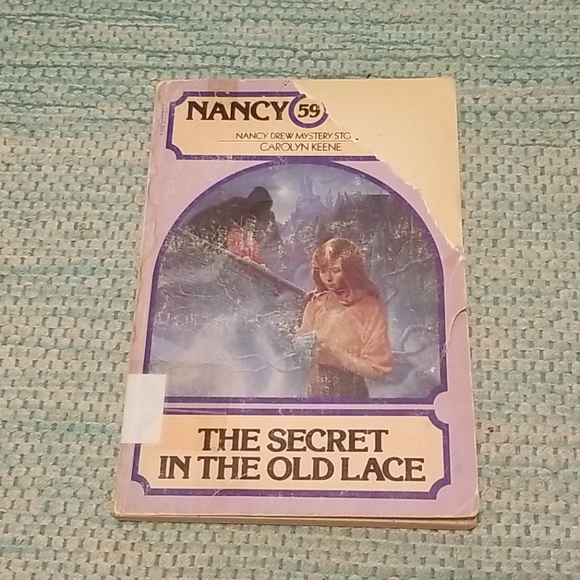 NANCY 59
NANCY DREW MYSTERY STO
CAROLYN KEENE
THE SECRET
IN THE OLD LACE